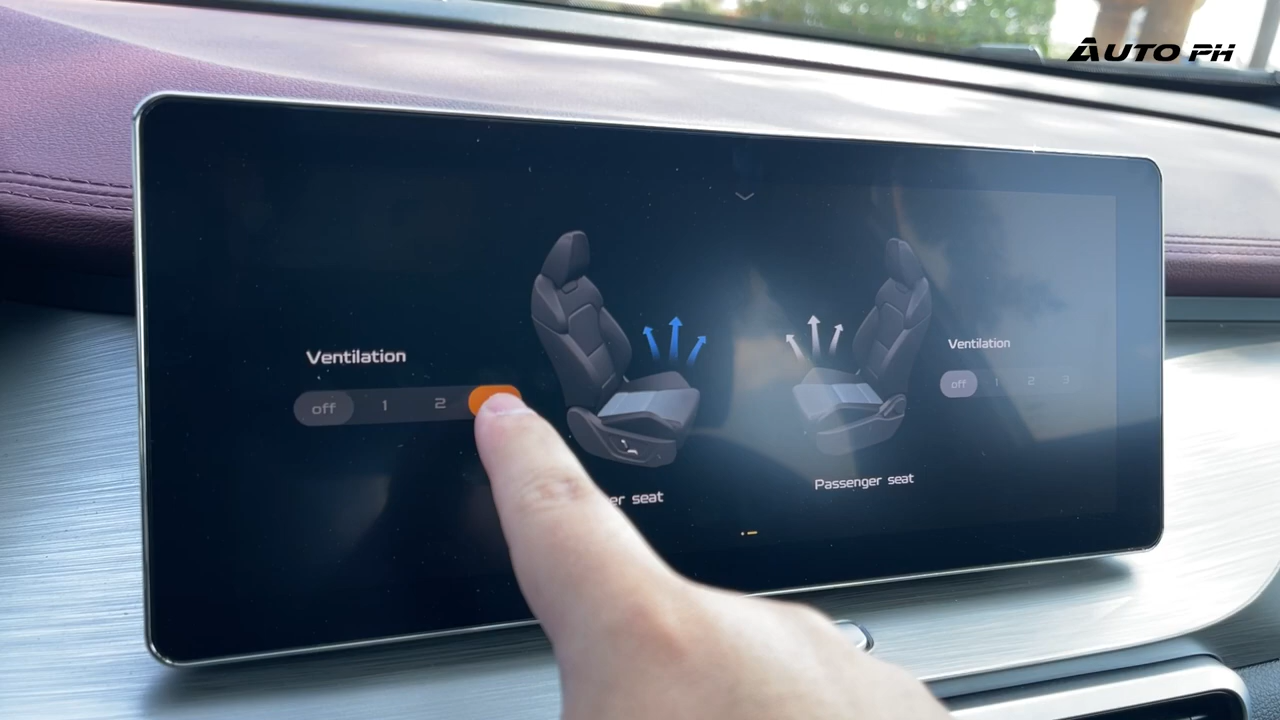 AUTO PH
Ventilation
off 1 2
Ventilation
off 1 2 3
er seat
Passenger seat